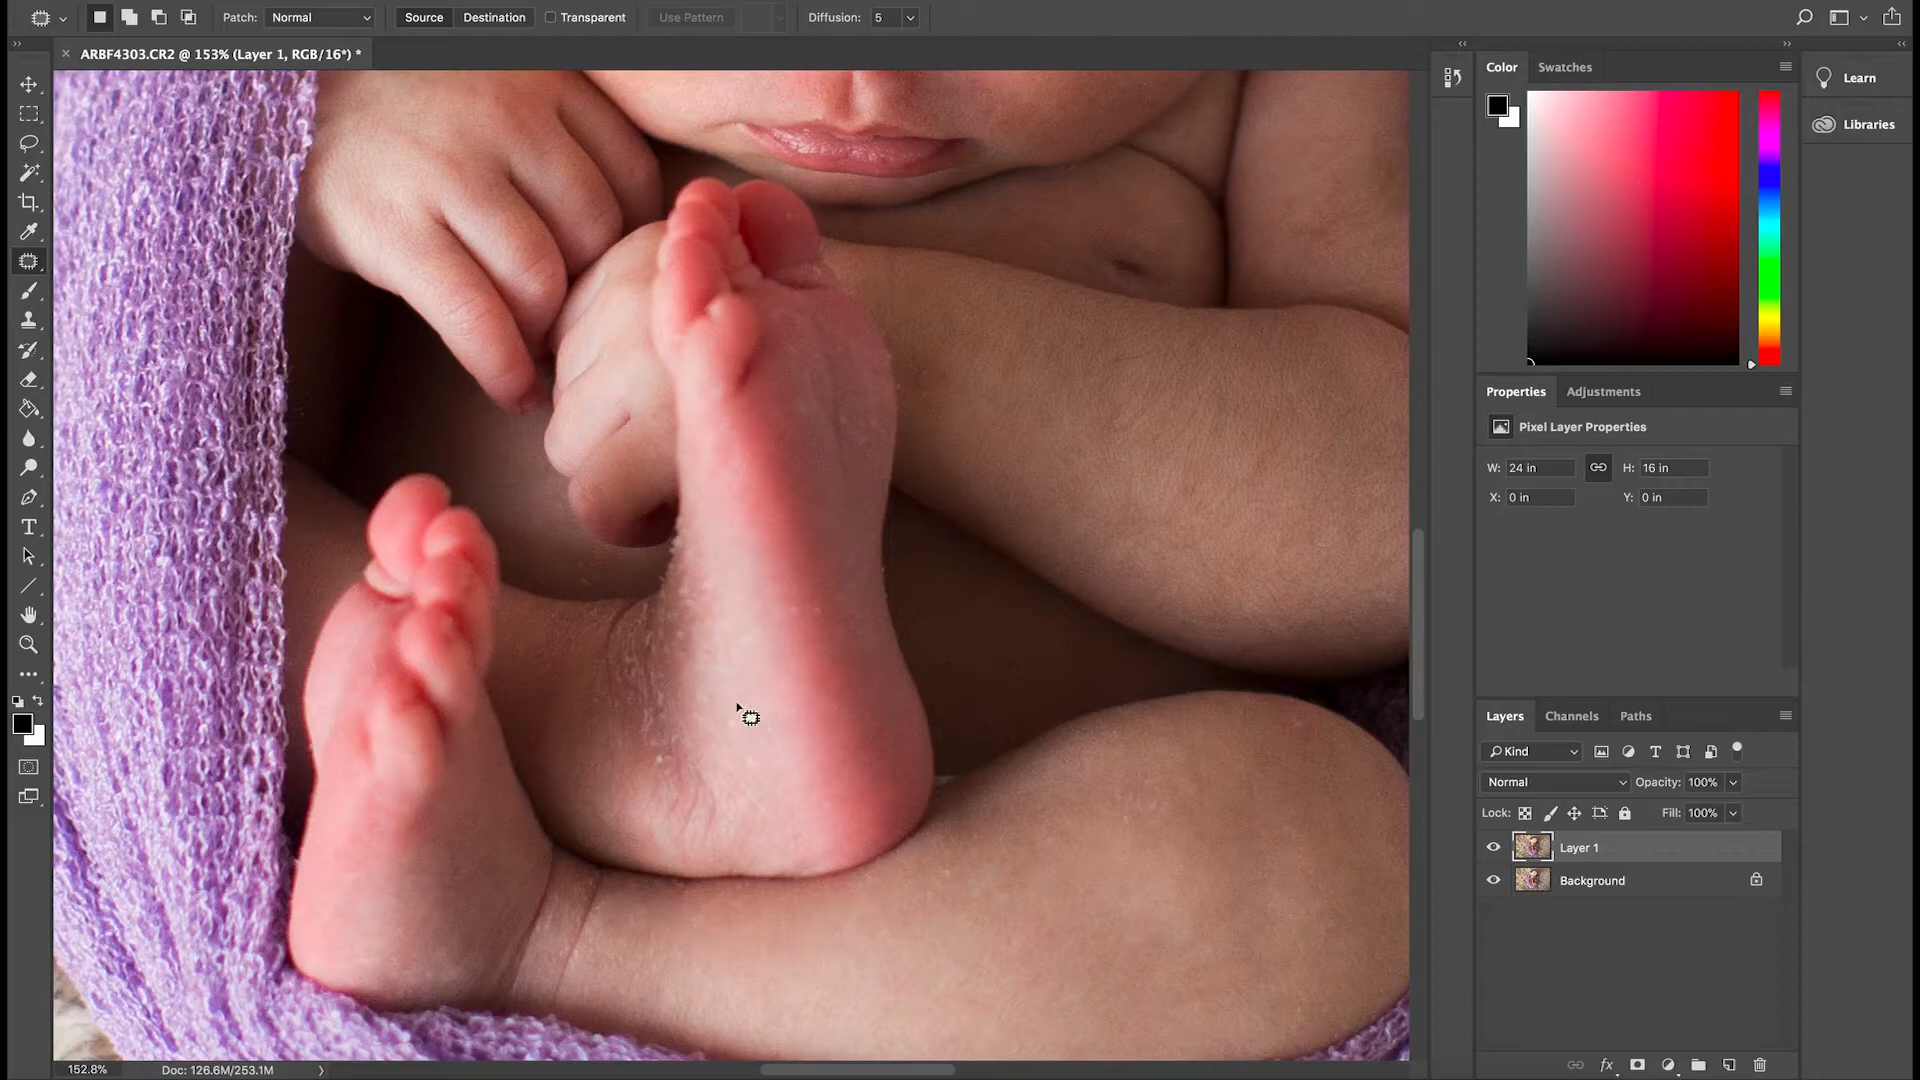 Patch: Normal Source Destination Transparent Use Pattern Diffusion: 5
ARBF4303.CR2 @ 153% (Layer 1, RGB/16*) *
Color Swatches
Learn
Libraries
Properties Adjustments
Pixel Layer Properties
W: 24 in H: 16 in
X: 0 in Y: 0 in
Layers Channels Paths
Kind
Normal Opacity: 100%
Lock: Fill: 100%
Layer 1
Background
fx
152.8% Doc: 126.6M/253.1M